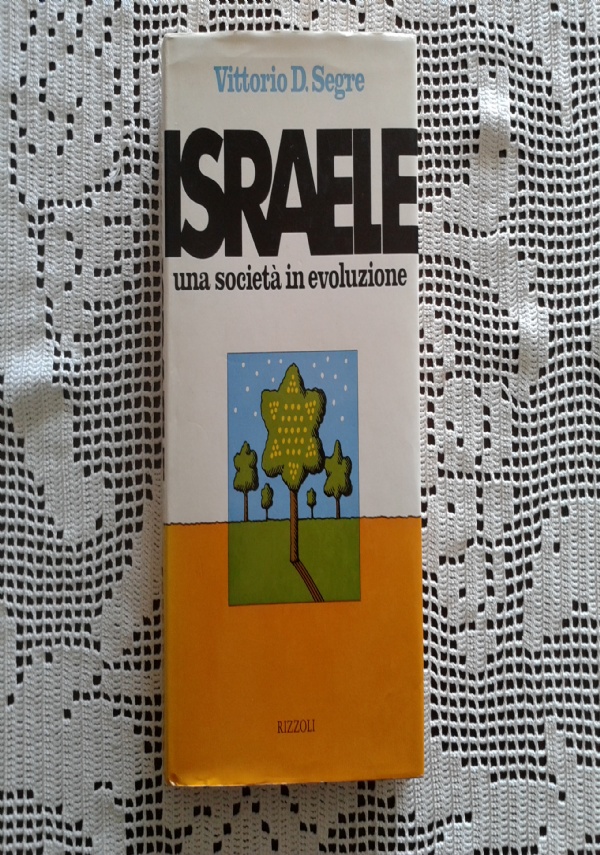 Vittorio D. Segre
ISRAELE
una società in evoluzione
RIZZOLI